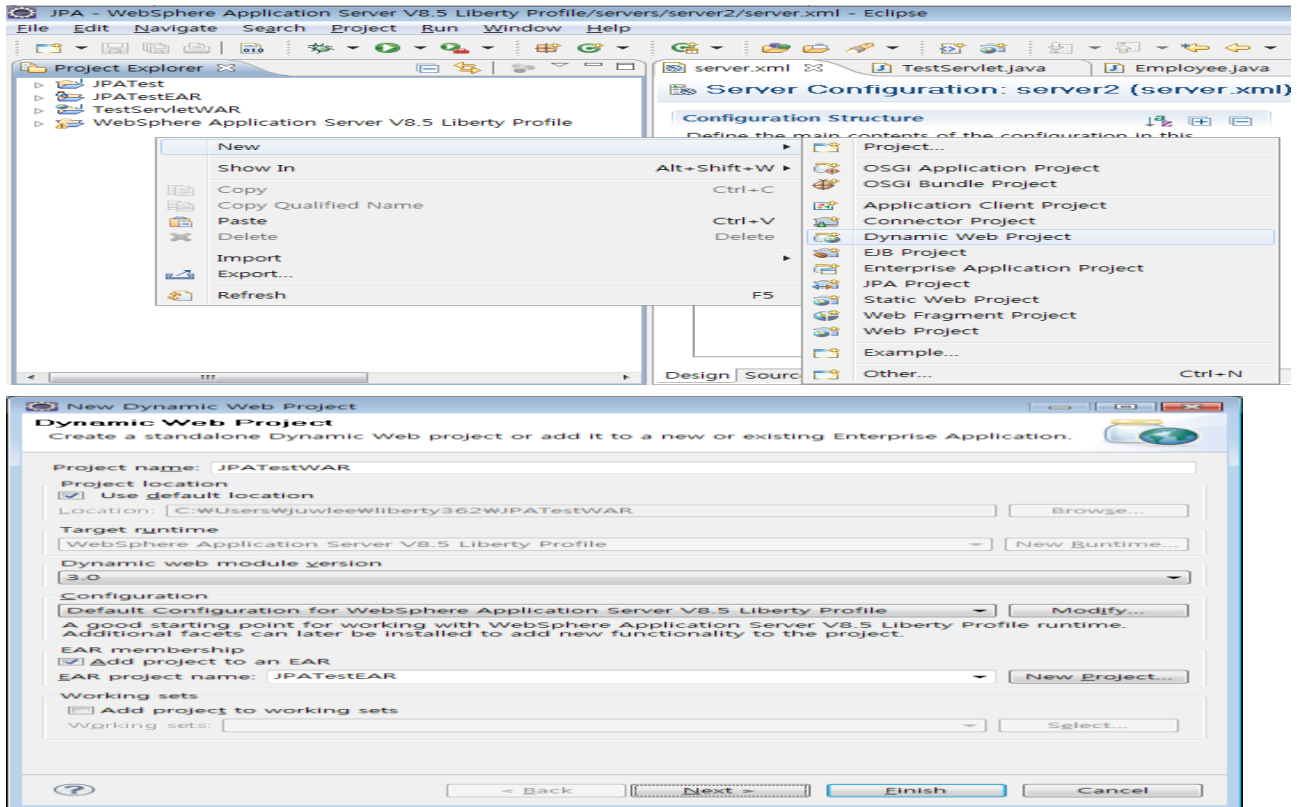 JPA - WebSphere Application Server V8.5 Liberty Profile/servers/server2/server.xml - Eclipse
File Edit Navigate Search Project Run Window Help
Project Explorer
server.xml TestServlet.java Employee.java
JPATest
JPATestEAR
TestServletWAR
WebSphere Application Server V8.5 Liberty Profile
Server Configuration: server2 (server.xml)
Configuration Structure
Define the main contents of the configuration in this
New
Show In Alt+Shift+W
Copy Ctrl+C
Copy Qualified Name
Paste Ctrl+V
Delete Delete
Import
Export...
Refresh F5
Project...
OSGi Application Project
OSGi Bundle Project
Application Client Project
Connector Project
Dynamic Web Project
EJB Project
Enterprise Application Project
JPA Project
Static Web Project
Web Fragment Project
Web Project
Example...
Other... Ctrl+N
Design Sourc
New Dynamic Web Project
Dynamic Web Project
Create a standalone Dynamic Web project or add it to a new or existing Enterprise Application.
Project name: JPATestWAR
Project location
Use default location
Location: C:₩Users₩juwlee₩liberty362₩JPATestWAR Browse...
Target runtime
WebSphere Application Server V8.5 Liberty Profile New Runtime...
Dynamic web module version
3.0
Configuration
Default Configuration for WebSphere Application Server V8.5 Liberty Profile Modify...
A good starting point for working with WebSphere Application Server V8.5 Liberty Profile runtime.
Additional facets can later be installed to add new functionality to the project.
EAR membership
Add project to an EAR
EAR project name: JPATestEAR New Project...
Working sets
Add project to working sets
Working sets: Select...
< Back Next > Finish Cancel